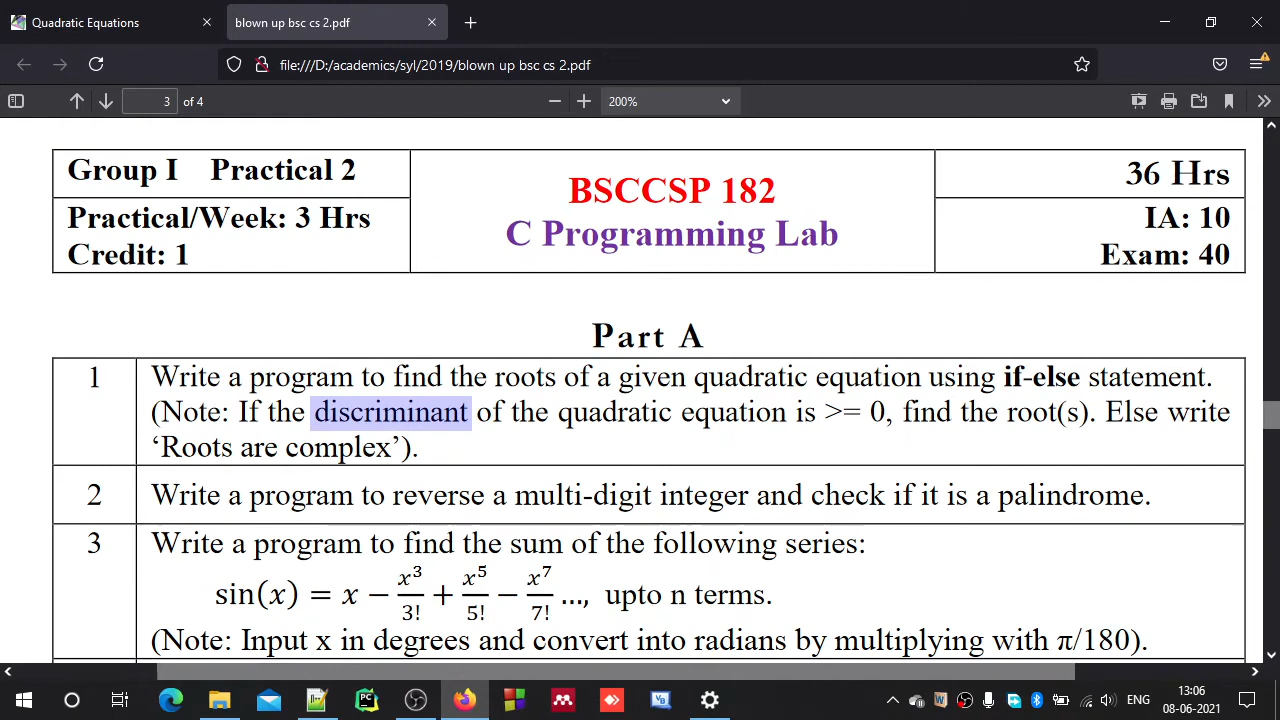 Quadratic Equations
blown up bsc cs 2.pdf
file:///D:/academics/syl/2019/blown up bsc cs 2.pdf
3 of 4
200%
Group I Practical 2
Practical/Week: 3 Hrs
Credit: 1
BSCCSP 182
C Programming Lab
36 Hrs
IA: 10
Exam: 40
Part A
1 Write a program to find the roots of a given quadratic equation using if-else statement.
(Note: If the discriminant of the quadratic equation is >= 0, find the root(s). Else write
‘Roots are complex’).
2 Write a program to reverse a multi-digit integer and check if it is a palindrome.
3 Write a program to find the sum of the following series:
sin(x) = x − x³/3! + x⁵/5! − x⁷/7! …, upto n terms.
(Note: Input x in degrees and convert into radians by multiplying with π/180).
ENG
13:06
08-06-2021